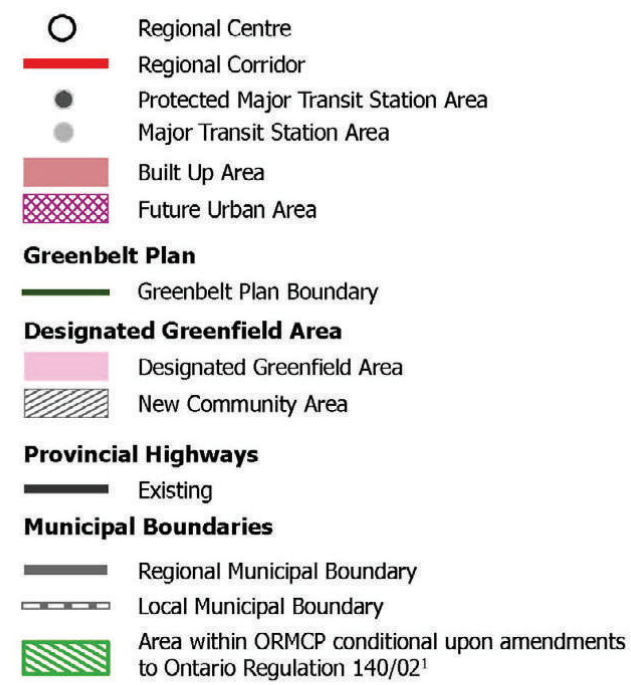 Regional Centre
Regional Corridor
Protected Major Transit Station Area
Major Transit Station Area
Built Up Area
Future Urban Area
Greenbelt Plan
Greenbelt Plan Boundary
Designated Greenfield Area
Designated Greenfield Area
New Community Area
Provincial Highways
Existing
Municipal Boundaries
Regional Municipal Boundary
Local Municipal Boundary
Area within ORMCP conditional upon amendments
to Ontario Regulation 140/02¹